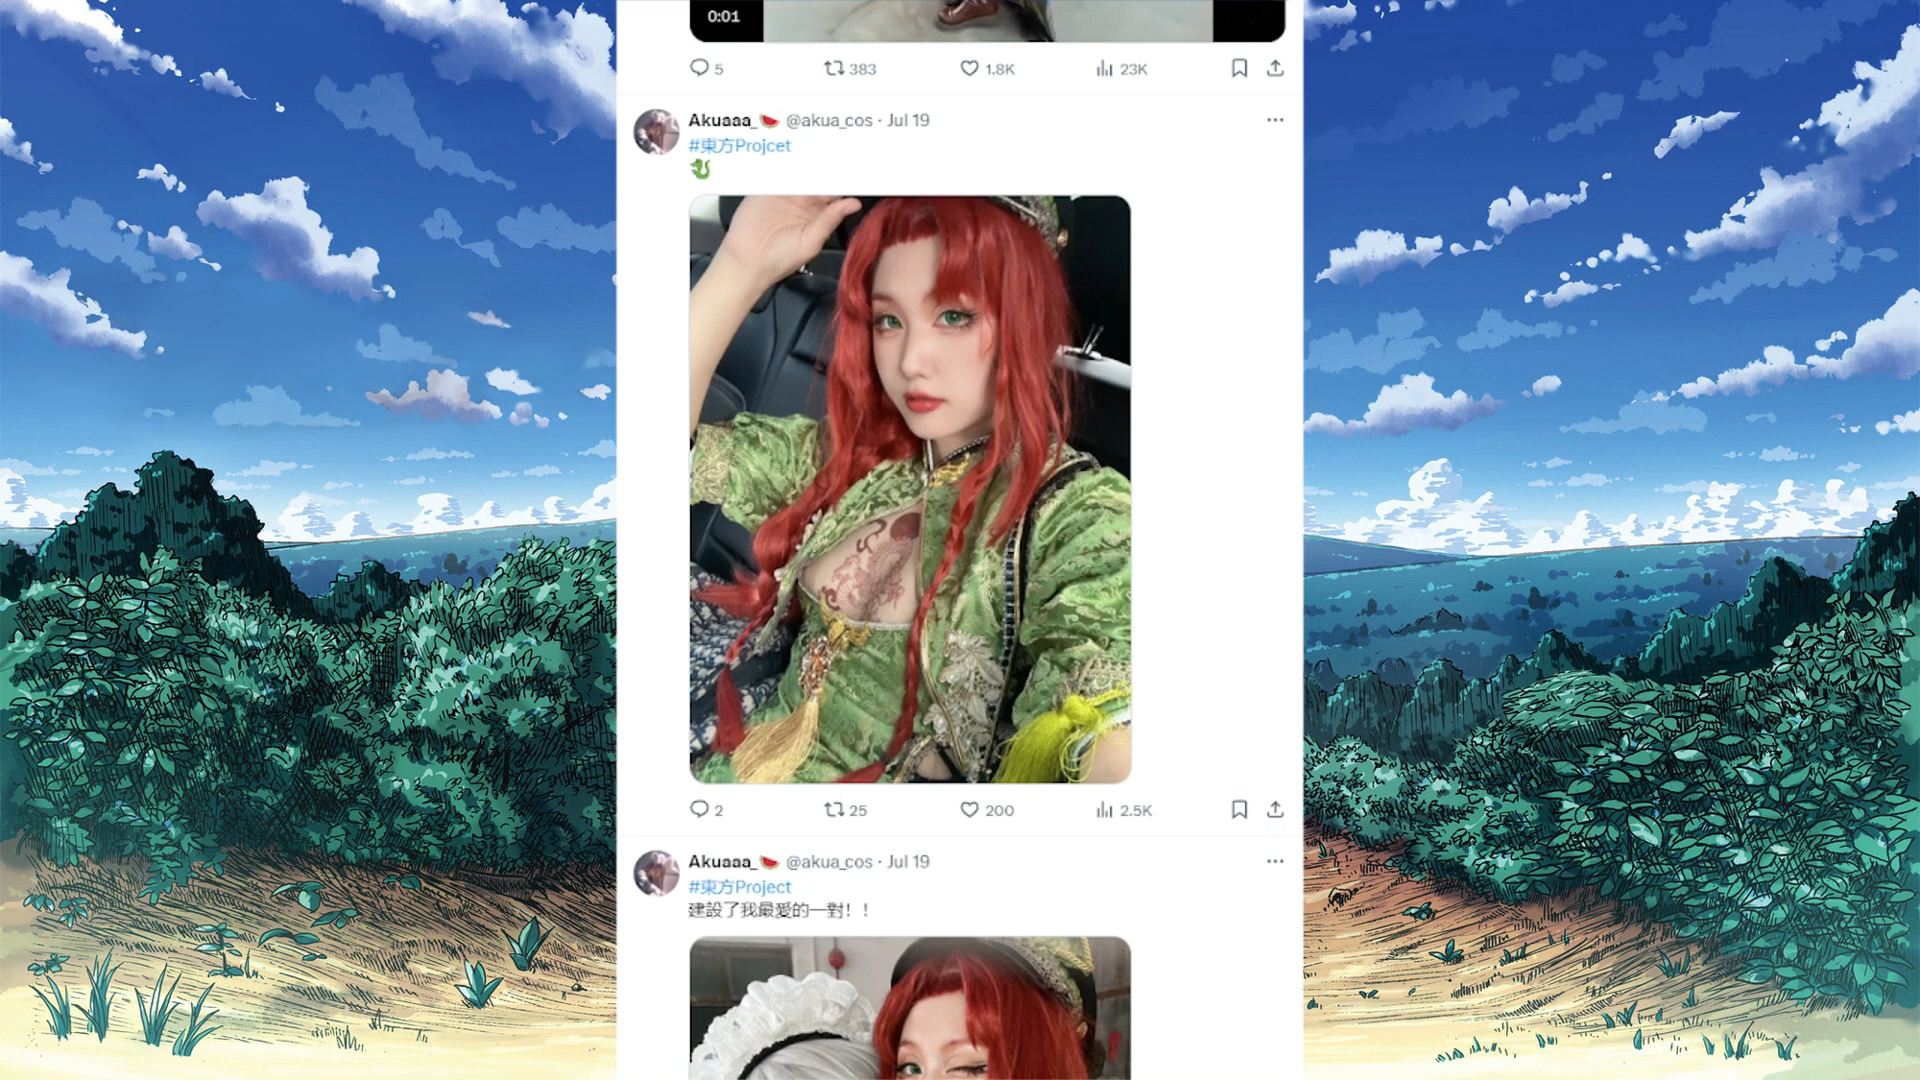 0:01
5 383 1.8K 23K
Akuaaa_🍉 @akua_cos · Jul 19
#東方Projcet
🐉
2 25 200 2.5K
Akuaaa_🍉 @akua_cos · Jul 19
#東方Project
建設了我最愛的一對！！